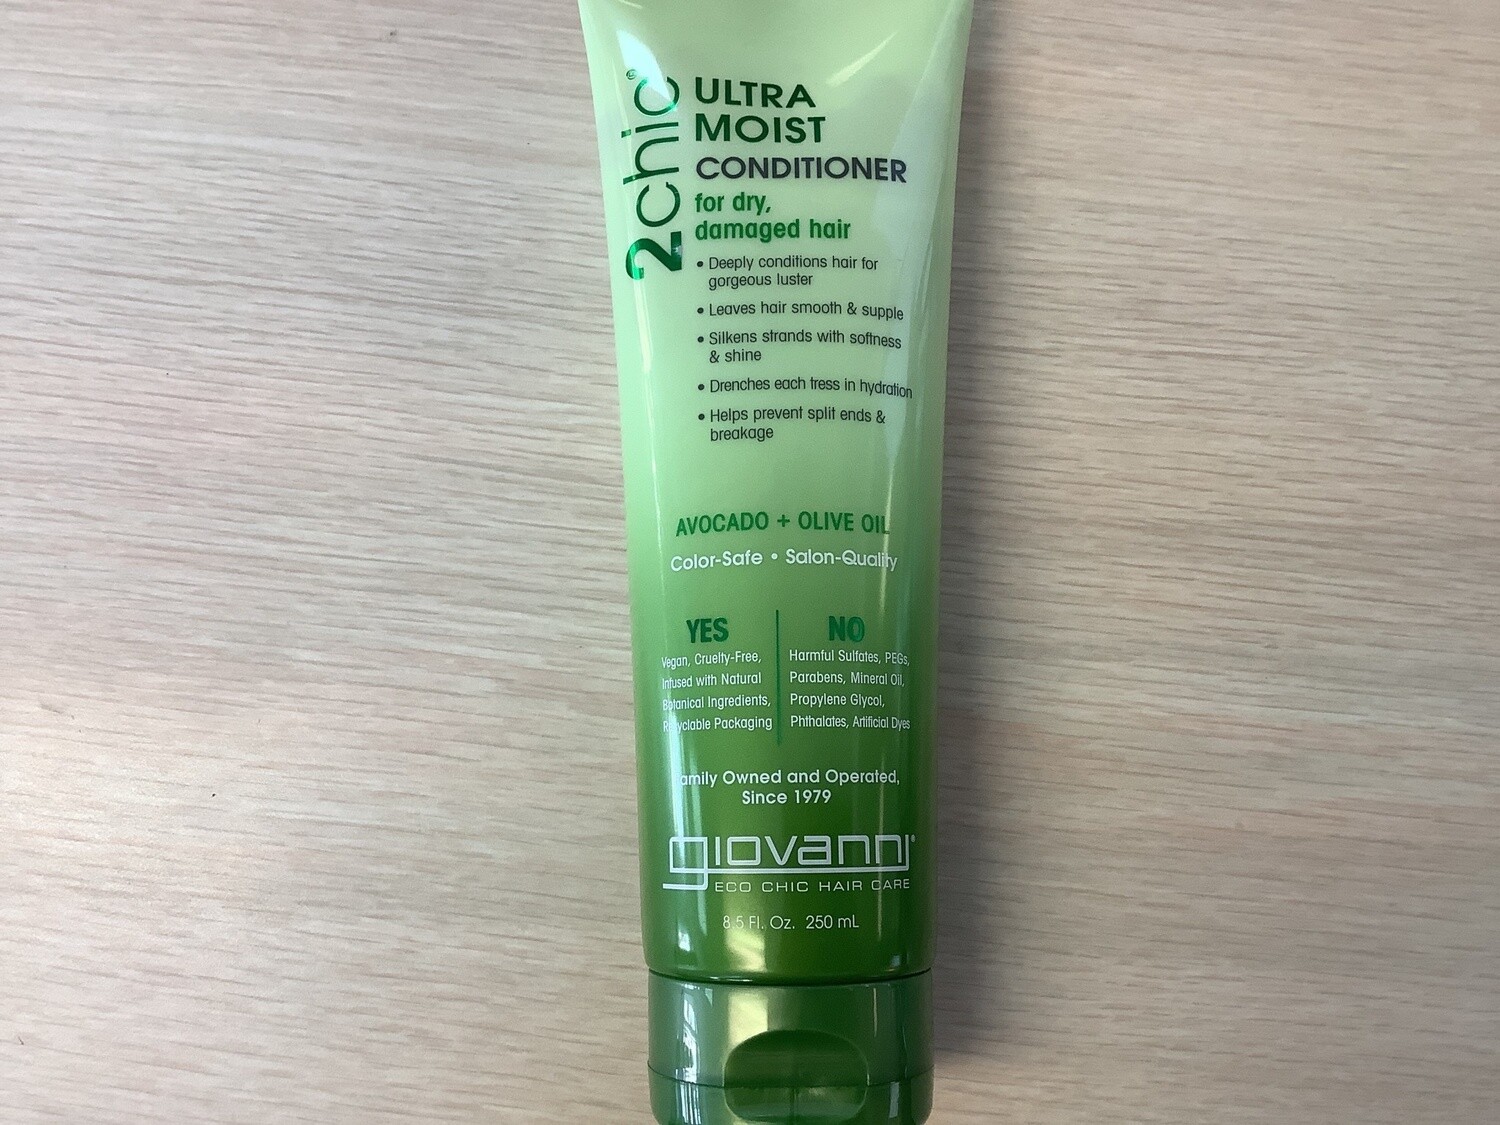 2chic®
ULTRA
MOIST
CONDITIONER
for dry,
damaged hair
• Deeply conditions hair for
gorgeous luster
• Leaves hair smooth & supple
• Silkens strands with softness
& shine
• Drenches each tress in hydration
• Helps prevent split ends &
breakage
AVOCADO + OLIVE OIL
Color-Safe • Salon-Quality
YES
Vegan, Cruelty-Free,
Infused with Natural
Botanical Ingredients,
Recyclable Packaging
NO
Harmful Sulfates, PEGs,
Parabens, Mineral Oil,
Propylene Glycol,
Phthalates, Artificial Dyes
Family Owned and Operated,
Since 1979
giovanni®
ECO CHIC HAIR CARE
8.5 Fl. Oz. 250 mL